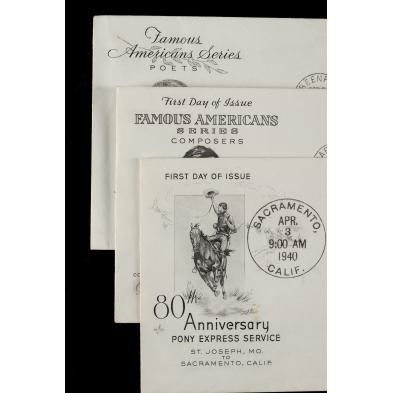 Famous
Americans Series
POETS
First Day of Issue
FAMOUS AMERICANS
SERIES
COMPOSERS
FIRST DAY OF ISSUE
SACRAMENTO,
APR.
3
9:00 AM
1940
CALIF.
80th
Anniversary
PONY EXPRESS SERVICE
ST. JOSEPH, MO.
TO
SACRAMENTO, CALIF.